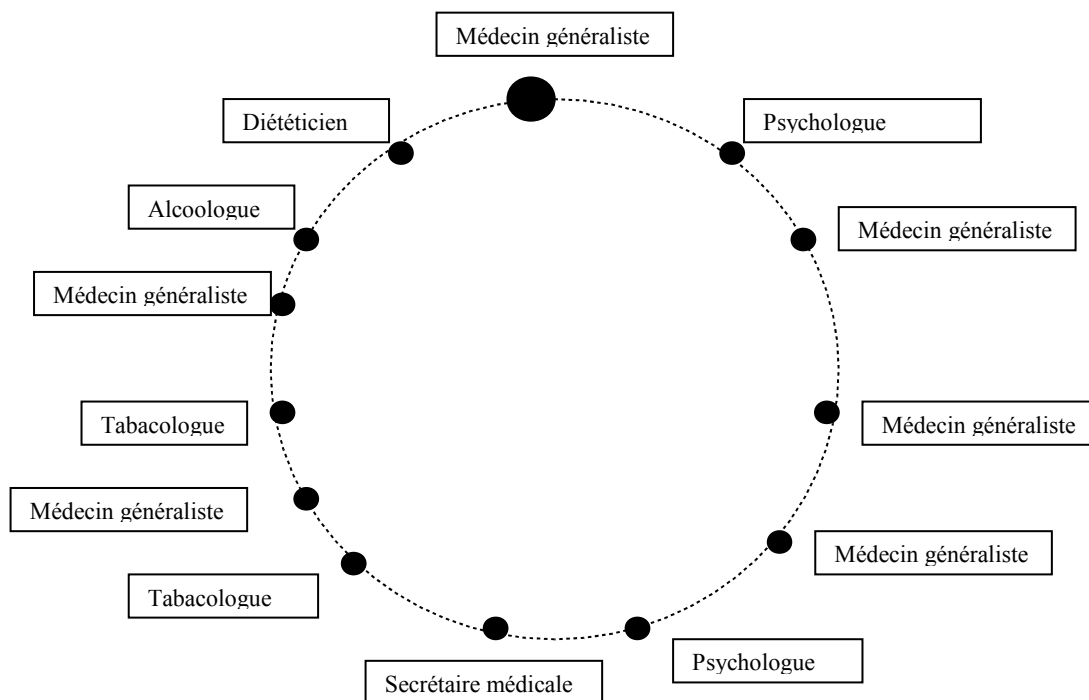 Médecin généraliste
Diététicien
Psychologue
Alcoologue
Médecin généraliste
Médecin généraliste
Tabacologue
Médecin généraliste
Médecin généraliste
Médecin généraliste
Tabacologue
Psychologue
Secrétaire médicale